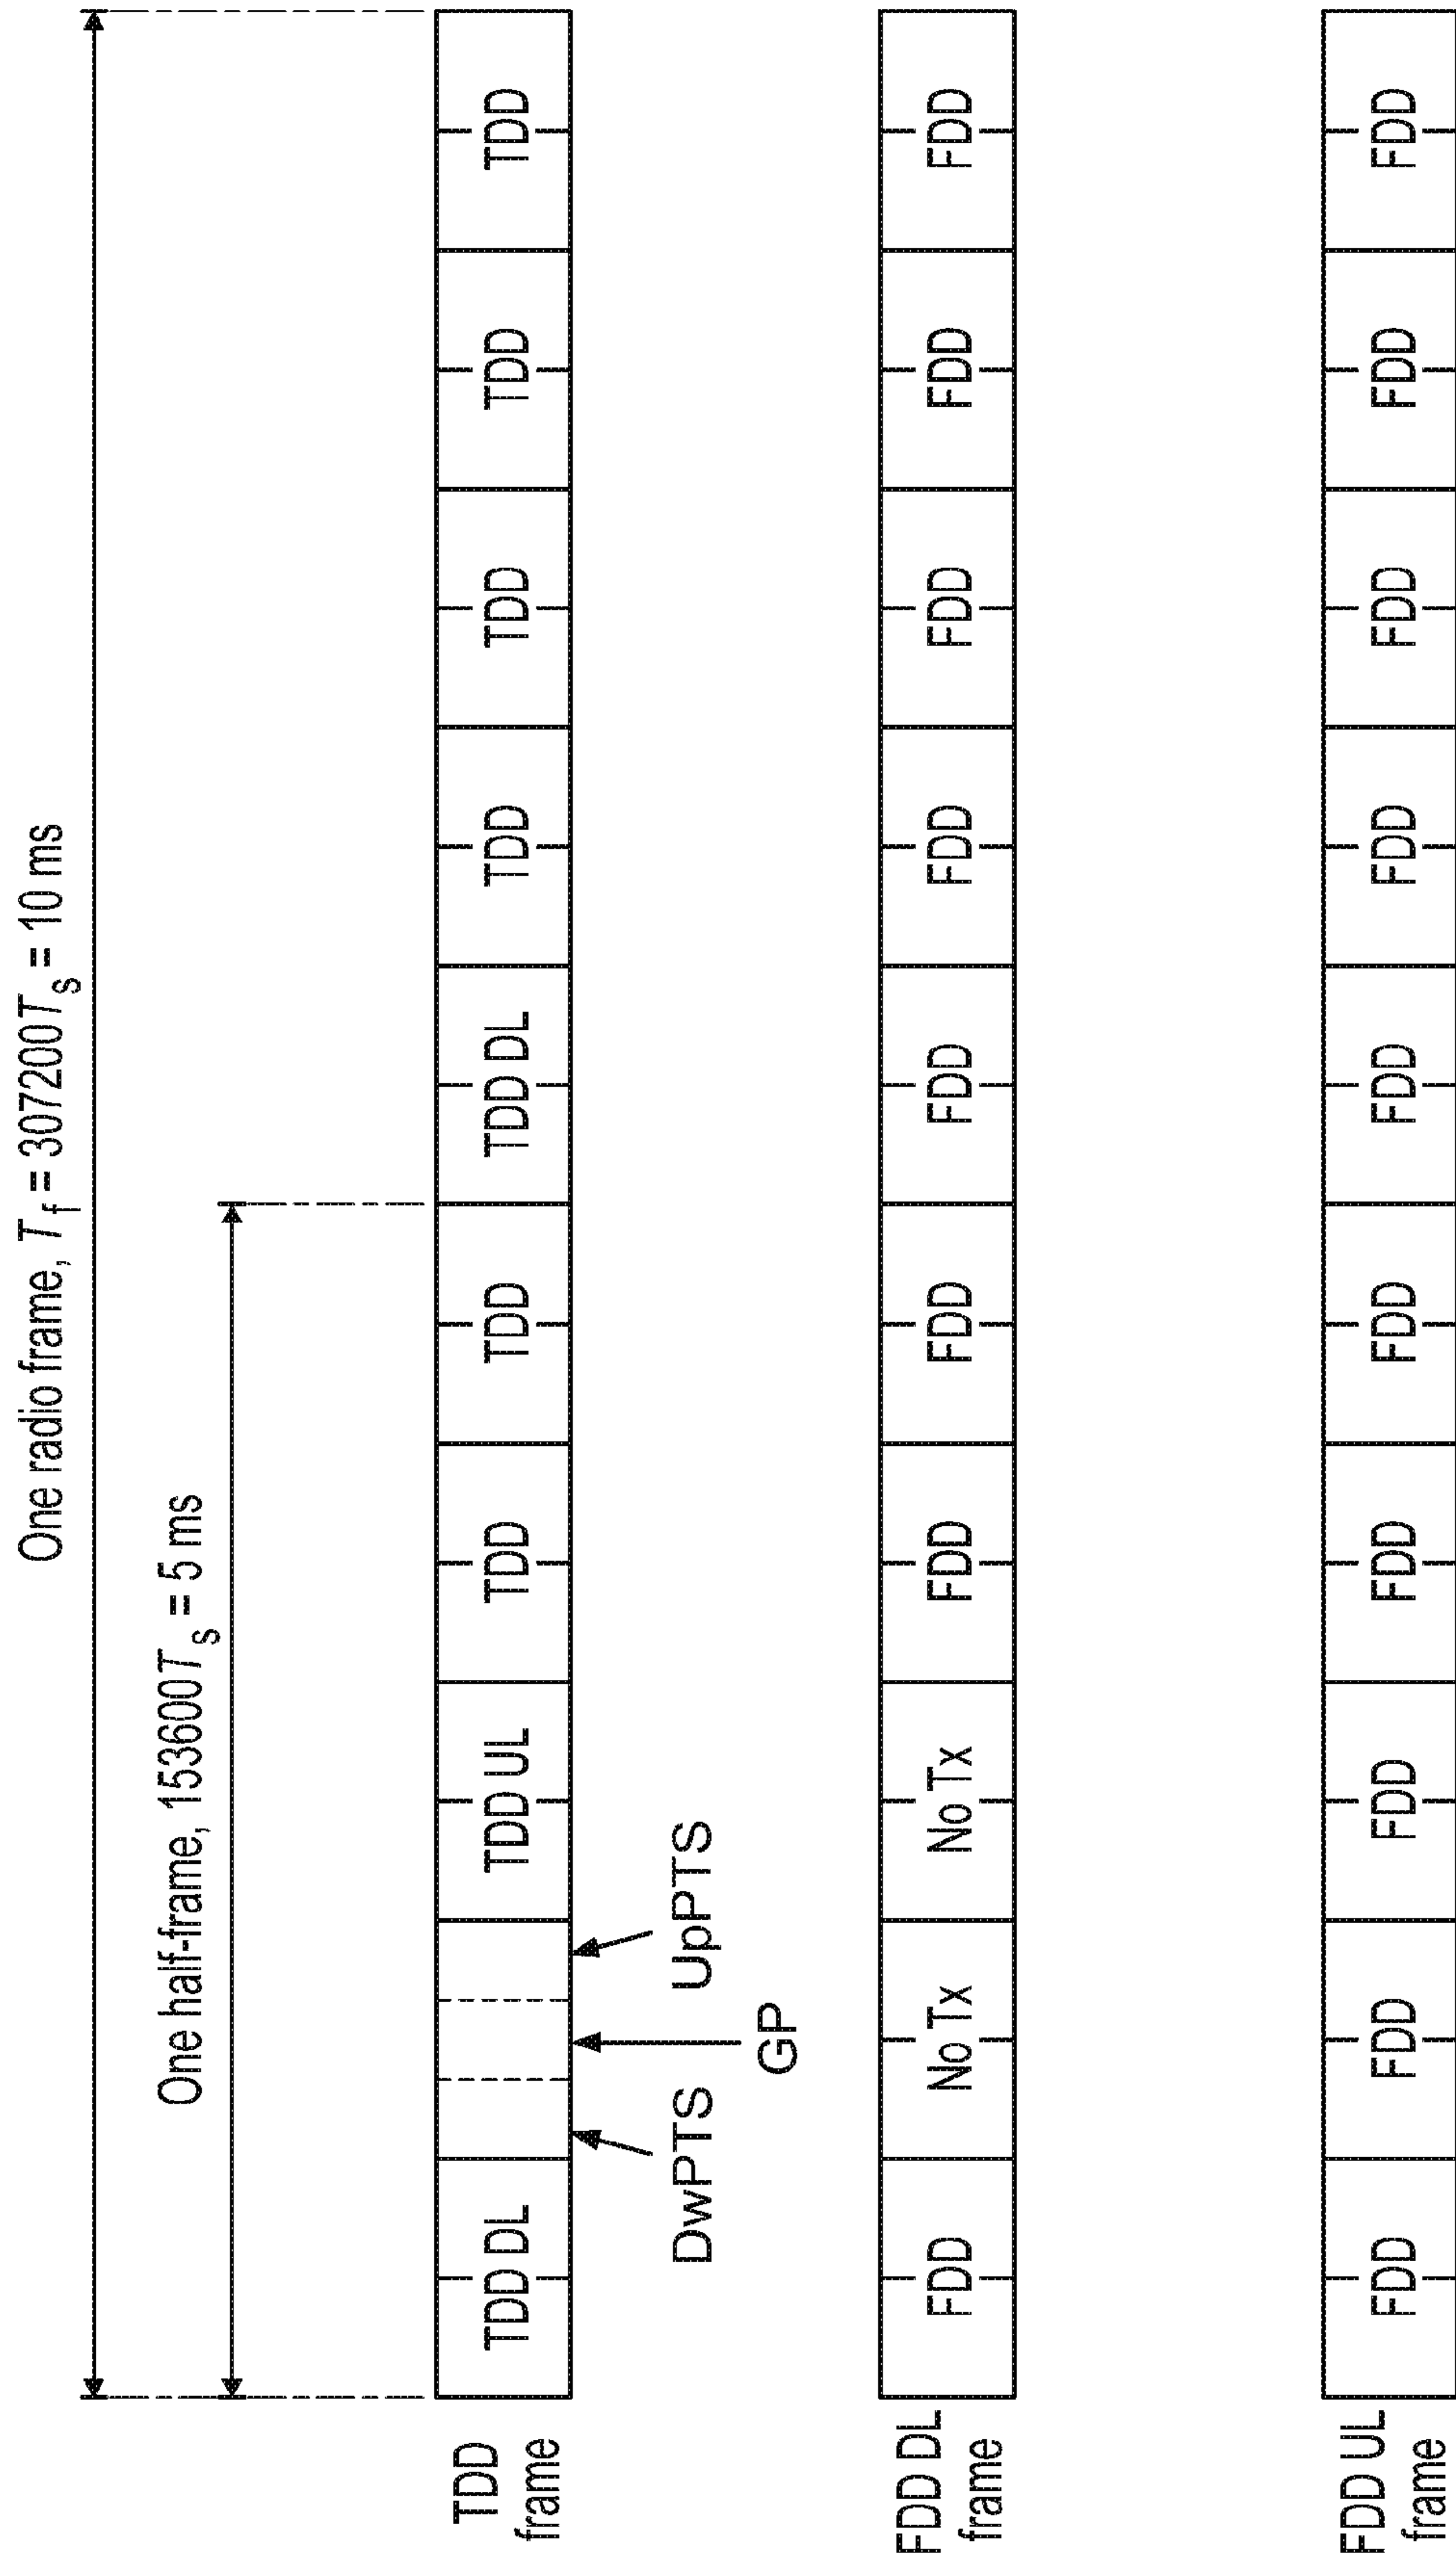 One radio frame, Tf = 307200Ts = 10 ms
One half-frame, 153600Ts = 5 ms
TDD
frame
TDD DL
TDD UL
TDD
TDD
TDD DL
TDD
TDD
TDD
TDD
DwPTS
GP
UpPTS
FDD DL
frame
FDD
No Tx
No Tx
FDD
FDD
FDD
FDD
FDD
FDD
FDD
FDD UL
frame
FDD
FDD
FDD
FDD
FDD
FDD
FDD
FDD
FDD
FDD